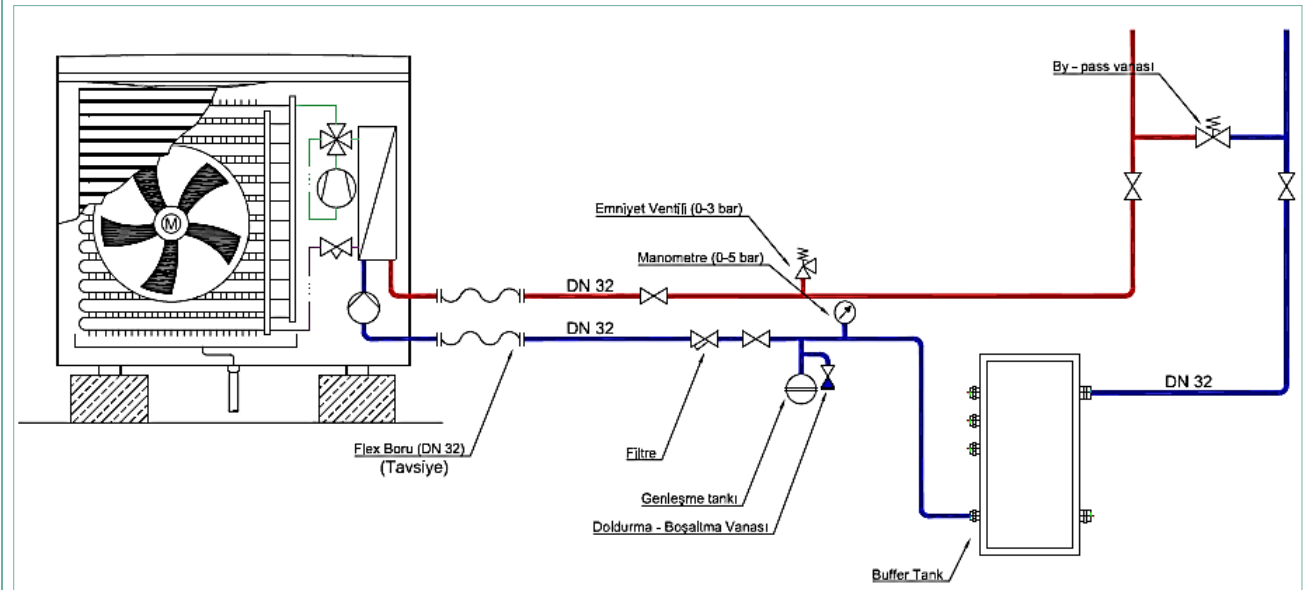 By - pass vanası
Emniyet Ventili (0-3 bar)
Manometre (0-5 bar)
M
DN 32
DN 32
DN 32
Flex Boru (DN 32)
(Tavsiye)
Filtre
Genleşme tankı
Doldurma - Boşaltma Vanası
Buffer Tank